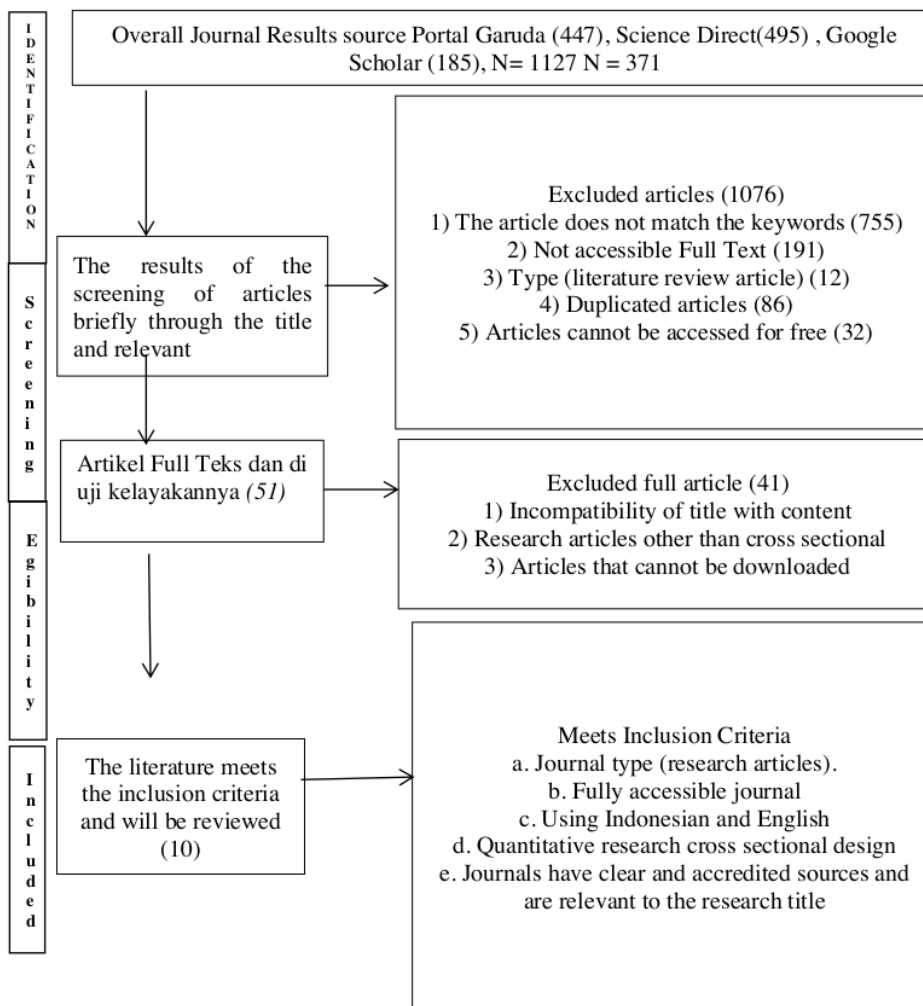 IDENTIFICATION
Overall Journal Results source Portal Garuda (447), Science Direct(495) , Google
Scholar (185), N= 1127 N = 371
Excluded articles (1076)
1) The article does not match the keywords (755)
2) Not accessible Full Text (191)
3) Type (literature review article) (12)
4) Duplicated articles (86)
5) Articles cannot be accessed for free (32)
Screening
The results of the
screening of articles
briefly through the title
and relevant
Artikel Full Teks dan di
uji kelayakannya (51)
Excluded full article (41)
1) Incompatibility of title with content
2) Research articles other than cross sectional
3) Articles that cannot be downloaded
Egibility
Included
The literature meets
the inclusion criteria
and will be reviewed
(10)
Meets Inclusion Criteria
a. Journal type (research articles).
b. Fully accessible journal
c. Using Indonesian and English
d. Quantitative research cross sectional design
e. Journals have clear and accredited sources and
are relevant to the research title